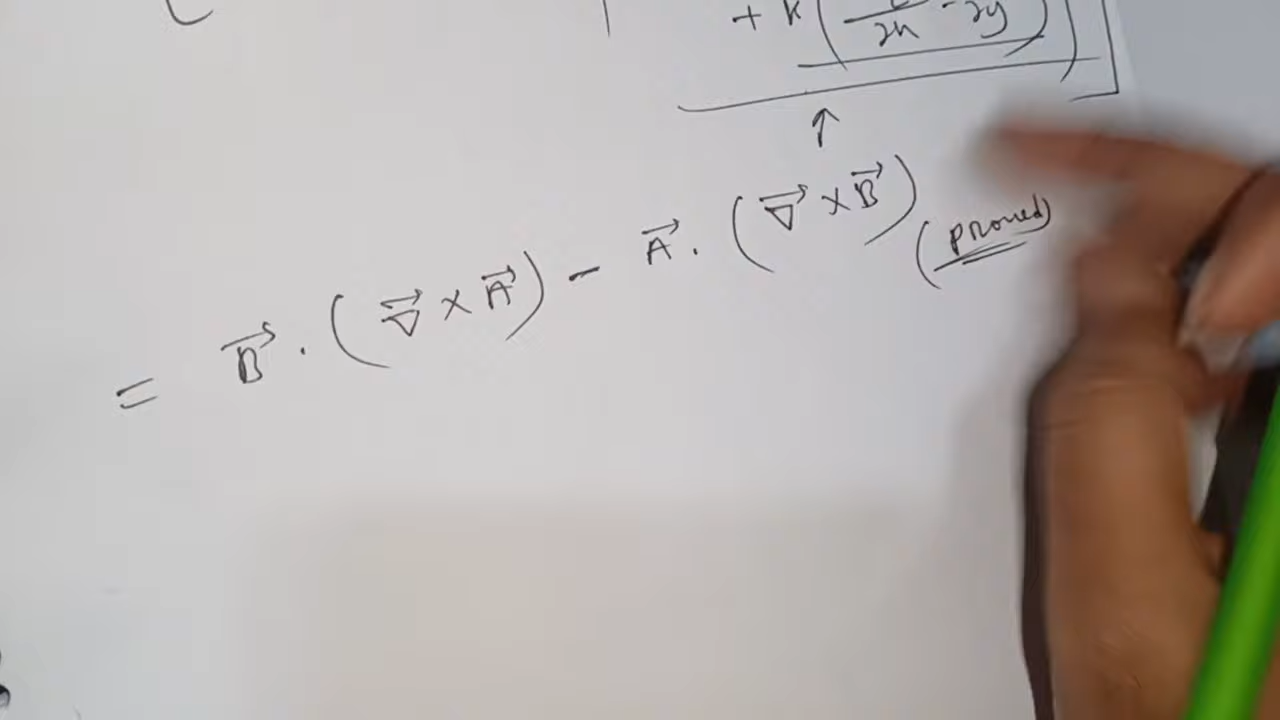 + k( / ∂x - ∂y )
= B⃗ . (∇⃗ × A⃗) - A⃗ . (∇⃗ × B⃗) (proved)